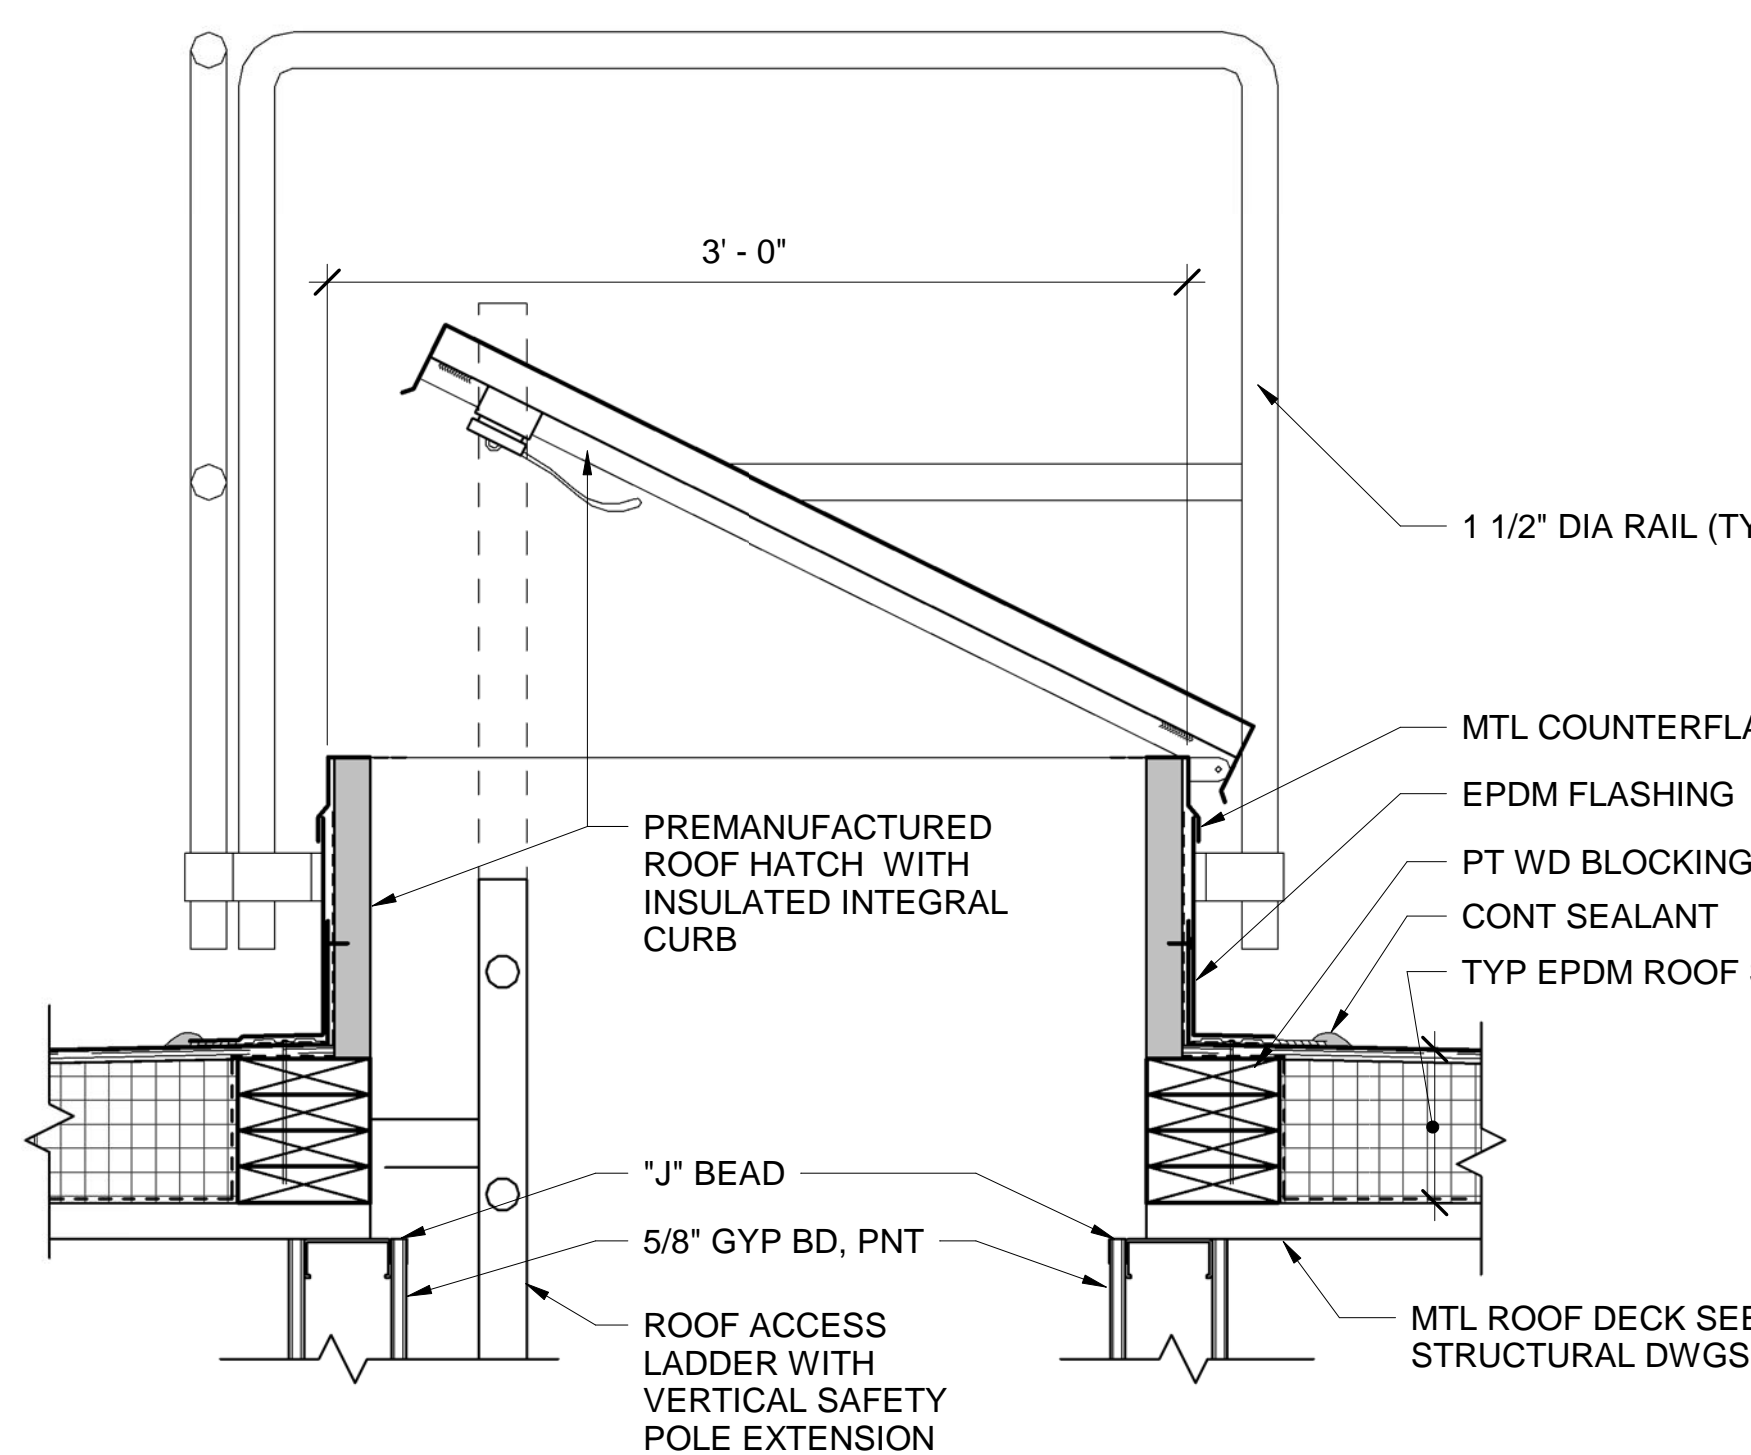 3' - 0"
1 1/2" DIA RAIL (TY
MTL COUNTERFLA
EPDM FLASHING
PT WD BLOCKING
CONT SEALANT
TYP EPDM ROOF
PREMANUFACTURED
ROOF HATCH WITH
INSULATED INTEGRAL
CURB
"J" BEAD
5/8" GYP BD, PNT
ROOF ACCESS
LADDER WITH
VERTICAL SAFETY
POLE EXTENSION
MTL ROOF DECK SEE
STRUCTURAL DWGS